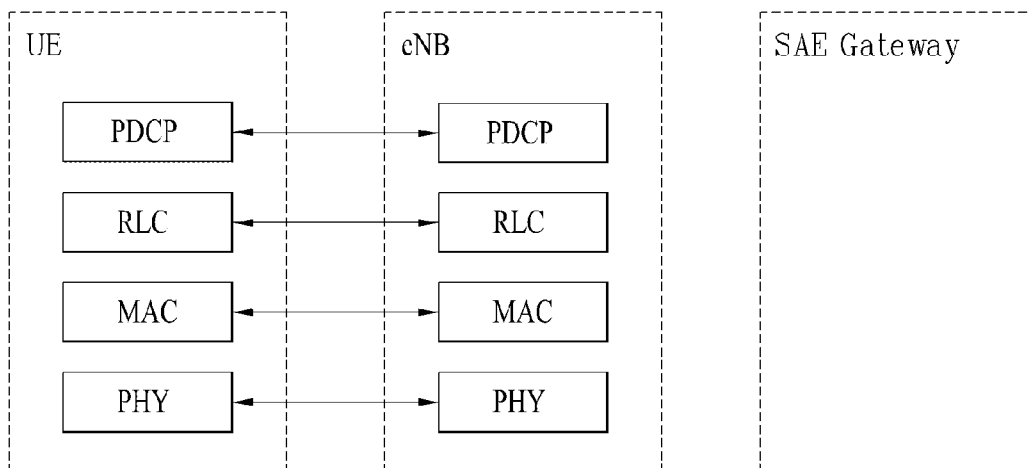 UE eNB SAE Gateway
PDCP PDCP
RLC RLC
MAC MAC
PHY PHY